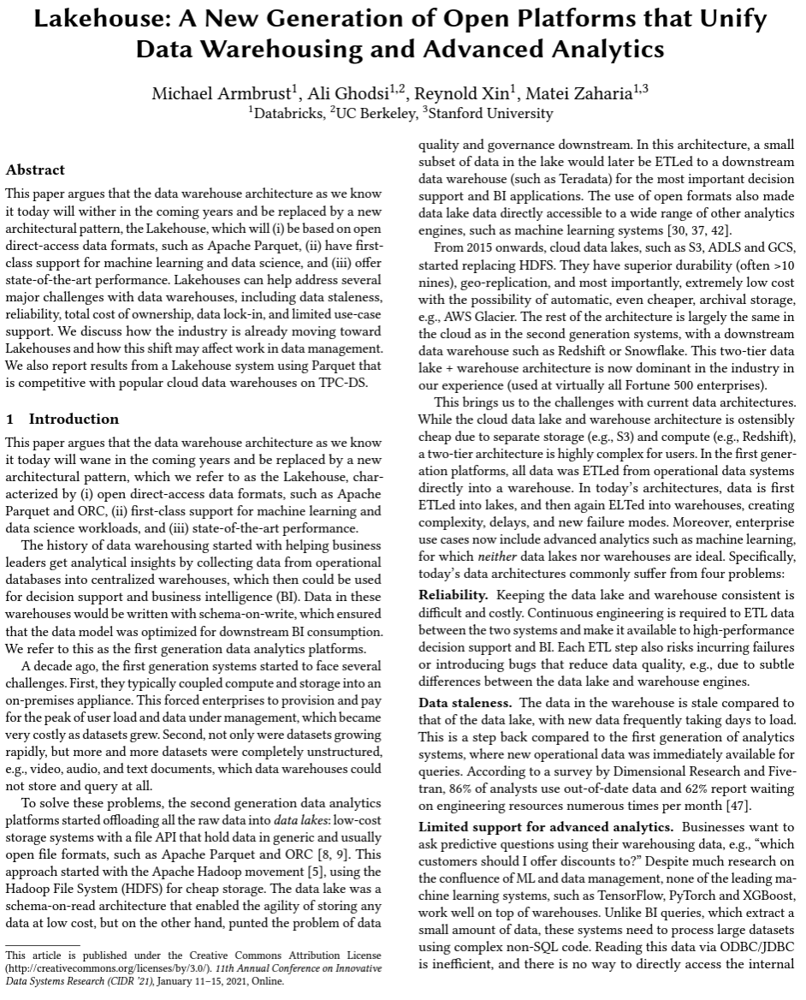 Lakehouse: A New Generation of Open Platforms that Unify
Data Warehousing and Advanced Analytics
Michael Armbrust1, Ali Ghodsi1,2, Reynold Xin1, Matei Zaharia1,3
1Databricks, 2UC Berkeley, 3Stanford University
Abstract
This paper argues that the data warehouse architecture as we know
it today will wither in the coming years and be replaced by a new
architectural pattern, the Lakehouse, which will (i) be based on open
direct-access data formats, such as Apache Parquet, (ii) have first-
class support for machine learning and data science, and (iii) offer
state-of-the-art performance. Lakehouses can help address several
major challenges with data warehouses, including data staleness,
reliability, total cost of ownership, data lock-in, and limited use-case
support. We discuss how the industry is already moving toward
Lakehouses and how this shift may affect work in data management.
We also report results from a Lakehouse system using Parquet that
is competitive with popular cloud data warehouses on TPC-DS.
1 Introduction
This paper argues that the data warehouse architecture as we know
it today will wane in the coming years and be replaced by a new
architectural pattern, which we refer to as the Lakehouse, char-
acterized by (i) open direct-access data formats, such as Apache
Parquet and ORC, (ii) first-class support for machine learning and
data science workloads, and (iii) state-of-the-art performance.
The history of data warehousing started with helping business
leaders get analytical insights by collecting data from operational
databases into centralized warehouses, which then could be used
for decision support and business intelligence (BI). Data in these
warehouses would be written with schema-on-write, which ensured
that the data model was optimized for downstream BI consumption.
We refer to this as the first generation data analytics platforms.
A decade ago, the first generation systems started to face several
challenges. First, they typically coupled compute and storage into an
on-premises appliance. This forced enterprises to provision and pay
for the peak of user load and data under management, which became
very costly as datasets grew. Second, not only were datasets growing
rapidly, but more and more datasets were completely unstructured,
e.g., video, audio, and text documents, which data warehouses could
not store and query at all.
To solve these problems, the second generation data analytics
platforms started offloading all the raw data into data lakes: low-cost
storage systems with a file API that hold data in generic and usually
open file formats, such as Apache Parquet and ORC [8, 9]. This
approach started with the Apache Hadoop movement [5], using the
Hadoop File System (HDFS) for cheap storage. The data lake was a
schema-on-read architecture that enabled the agility of storing any
data at low cost, but on the other hand, punted the problem of data
This article is published under the Creative Commons Attribution License
(http://creativecommons.org/licenses/by/3.0/). 11th Annual Conference on Innovative
Data Systems Research (CIDR '21), January 11–15, 2021, Online.
quality and governance downstream. In this architecture, a small
subset of data in the lake would later be ETLed to a downstream
data warehouse (such as Teradata) for the most important decision
support and BI applications. The use of open formats also made
data lake data directly accessible to a wide range of other analytics
engines, such as machine learning systems [30, 37, 42].
From 2015 onwards, cloud data lakes, such as S3, ADLS and GCS,
started replacing HDFS. They have superior durability (often >10
nines), geo-replication, and most importantly, extremely low cost
with the possibility of automatic, even cheaper, archival storage,
e.g., AWS Glacier. The rest of the architecture is largely the same in
the cloud as in the second generation systems, with a downstream
data warehouse such as Redshift or Snowflake. This two-tier data
lake + warehouse architecture is now dominant in the industry in
our experience (used at virtually all Fortune 500 enterprises).
This brings us to the challenges with current data architectures.
While the cloud data lake and warehouse architecture is ostensibly
cheap due to separate storage (e.g., S3) and compute (e.g., Redshift),
a two-tier architecture is highly complex for users. In the first gener-
ation platforms, all data was ETLed from operational data systems
directly into a warehouse. In today's architectures, data is first
ETLed into lakes, and then again ELTed into warehouses, creating
complexity, delays, and new failure modes. Moreover, enterprise
use cases now include advanced analytics such as machine learning,
for which neither data lakes nor warehouses are ideal. Specifically,
today's data architectures commonly suffer from four problems:
Reliability. Keeping the data lake and warehouse consistent is
difficult and costly. Continuous engineering is required to ETL data
between the two systems and make it available to high-performance
decision support and BI. Each ETL step also risks incurring failures
or introducing bugs that reduce data quality, e.g., due to subtle
differences between the data lake and warehouse engines.
Data staleness. The data in the warehouse is stale compared to
that of the data lake, with new data frequently taking days to load.
This is a step back compared to the first generation of analytics
systems, where new operational data was immediately available for
queries. According to a survey by Dimensional Research and Five-
tran, 86% of analysts use out-of-date data and 62% report waiting
on engineering resources numerous times per month [47].
Limited support for advanced analytics. Businesses want to
ask predictive questions using their warehousing data, e.g., “which
customers should I offer discounts to?” Despite much research on
the confluence of ML and data management, none of the leading ma-
chine learning systems, such as TensorFlow, PyTorch and XGBoost,
work well on top of warehouses. Unlike BI queries, which extract a
small amount of data, these systems need to process large datasets
using complex non-SQL code. Reading this data via ODBC/JDBC
is inefficient, and there is no way to directly access the internal